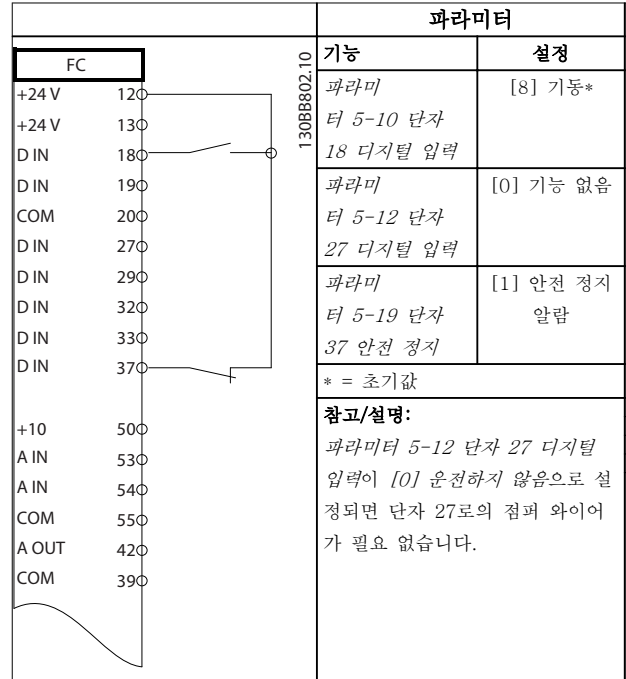 FC
+24 V 12
+24 V 13
D IN 18
D IN 19
COM 20
D IN 27
D IN 29
D IN 32
D IN 33
D IN 37
+10 50
A IN 53
A IN 54
COM 55
A OUT 42
COM 39
130BB802.10
파라미터
기능 설정
파라미 [8] 기동*
터 5-10 단자
18 디지털 입력
파라미 [0] 기능 없음
터 5-12 단자
27 디지털 입력
파라미 [1] 안전 정지
터 5-19 단자 알람
37 안전 정지
* = 초기값
참고/설명:
파라미터 5-12 단자 27 디지털
입력이 [0] 운전하지 않음으로 설
정되면 단자 27로의 점퍼 와이어
가 필요 없습니다.